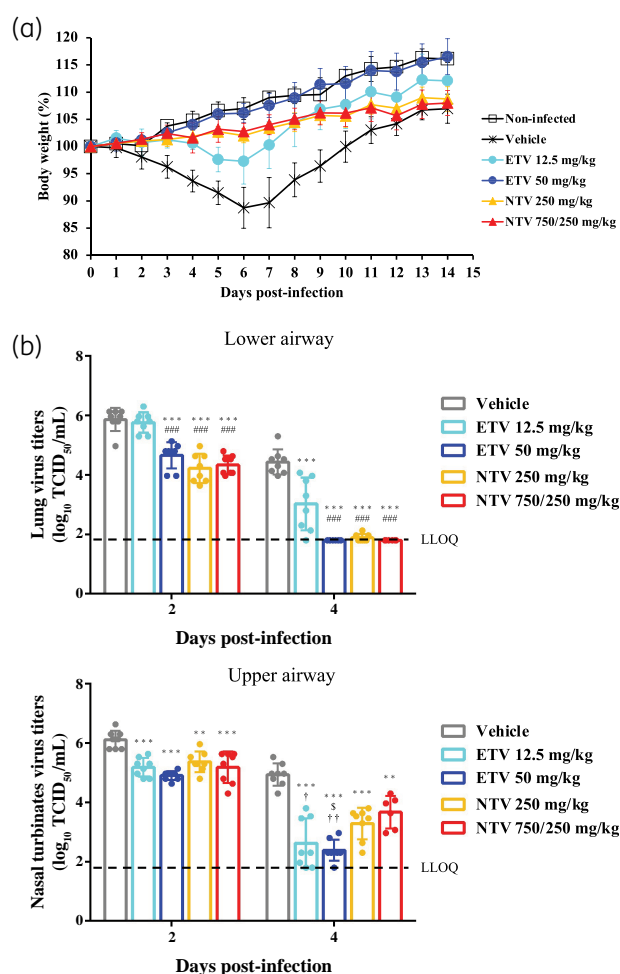 (a)
120
115
110
105
100
95
90
85
80
Body weight (%)
0 1 2 3 4 5 6 7 8 9 10 11 12 13 14 15
Days post-infection
Non-infected
Vehicle
ETV 12.5 mg/kg
ETV 50 mg/kg
NTV 250 mg/kg
NTV 750/250 mg/kg
(b)
Lower airway
Lung virus titers
(log10 TCID50/mL)
8
6
4
2
0
*** *** ***
### ### ###
***
*** *** ***
### ### ###
LLOQ
2 4
Days post-infection
Vehicle
ETV 12.5 mg/kg
ETV 50 mg/kg
NTV 250 mg/kg
NTV 750/250 mg/kg
Upper airway
Nasal turbinates virus titers
(log10 TCID50/mL)
8
6
4
2
0
*** *** ** ***
*** *** *** **
† $
††
LLOQ
2 4
Days post-infection
Vehicle
ETV 12.5 mg/kg
ETV 50 mg/kg
NTV 250 mg/kg
NTV 750/250 mg/kg